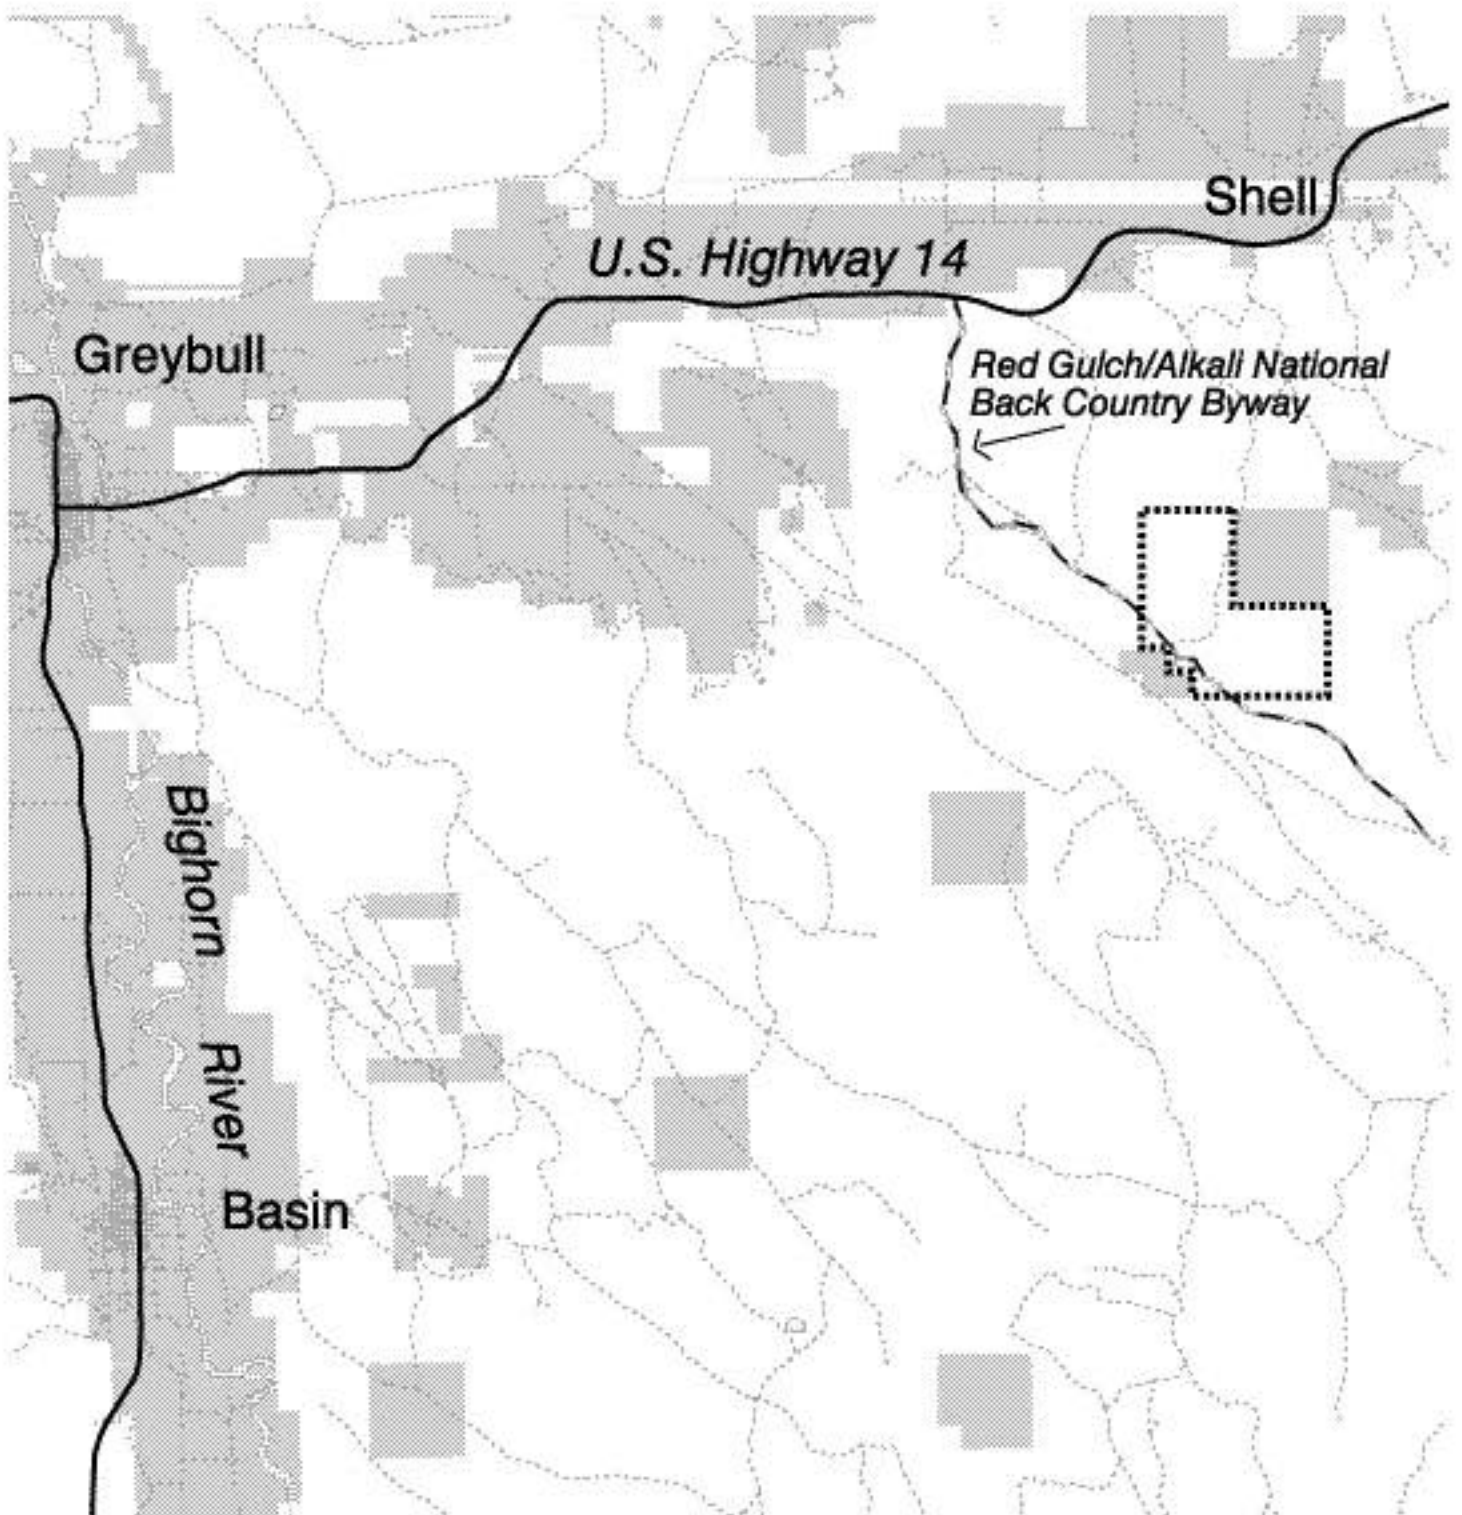 Shell
U.S. Highway 14
Greybull
Red Gulch/Alkali National
Back Country Byway
Bighorn
River
Basin